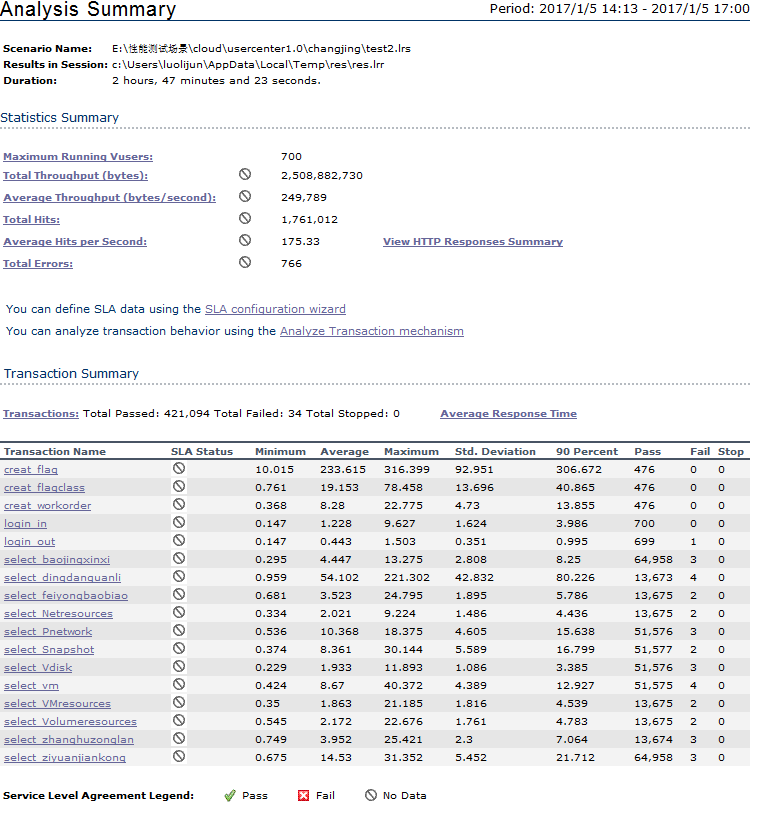 Analysis Summary Period: 2017/1/5 14:13 - 2017/1/5 17:00
Scenario Name: E:\性能测试场景\cloud\usercenter1.0\changjing\test2.lrs
Results in Session: c:\Users\luolijun\AppData\Local\Temp\res\res.lrr
Duration: 2 hours, 47 minutes and 23 seconds.
Statistics Summary
Maximum Running Vusers: 700
Total Throughput (bytes): 2,508,882,730
Average Throughput (bytes/second): 249,789
Total Hits: 1,761,012
Average Hits per Second: 175.33 View HTTP Responses Summary
Total Errors: 766
You can define SLA data using the SLA configuration wizard
You can analyze transaction behavior using the Analyze Transaction mechanism
Transaction Summary
Transactions: Total Passed: 421,094 Total Failed: 34 Total Stopped: 0 Average Response Time
Transaction Name SLA Status Minimum Average Maximum Std. Deviation 90 Percent Pass Fail Stop
creat_flag 10.015 233.615 316.399 92.951 306.672 476 0 0
creat_flagclass 0.761 19.153 78.458 13.696 40.865 476 0 0
creat_workorder 0.368 8.28 22.775 4.73 13.855 476 0 0
login_in 0.147 1.228 9.627 1.624 3.986 700 0 0
login_out 0.147 0.443 1.503 0.351 0.995 699 1 0
select_baojingxinxi 0.295 4.447 13.275 2.808 8.25 64,958 3 0
select_dingdanguanli 0.959 54.102 221.302 42.832 80.226 13,673 4 0
select_feiyongbaobiao 0.681 3.523 24.795 1.895 5.786 13,675 2 0
select_Netresources 0.334 2.021 9.224 1.486 4.436 13,675 2 0
select_Pnetwork 0.536 10.368 18.375 4.605 15.638 51,576 3 0
select_Snapshot 0.374 8.361 30.144 5.589 16.799 51,577 2 0
select_Vdisk 0.229 1.933 11.893 1.086 3.385 51,576 3 0
select_vm 0.424 8.67 40.372 4.389 12.927 51,575 4 0
select_VMresources 0.35 1.863 21.185 1.816 4.539 13,675 2 0
select_Volumeresources 0.545 2.172 22.676 1.761 4.783 13,675 2 0
select_zhanghuzonglan 0.749 3.952 25.421 2.3 7.064 13,674 3 0
select_ziyuanjiankong 0.675 14.53 31.352 5.452 21.712 64,958 3 0
Service Level Agreement Legend: Pass Fail No Data